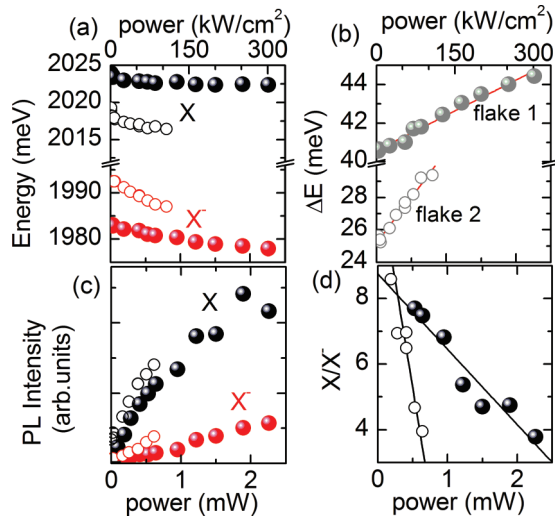 power (kW/cm²)
power (kW/cm²)
(a)
0 150 300
(b)
0 100 200 300
2025
2020
2015
1990
1980
Energy (meV)
X
X⁻
44
42
40
28
26
24
ΔE (meV)
flake 1
flake 2
(c)
PL Intensity
(arb.units)
X
X⁻
0 1 2
power (mW)
(d)
X/X⁻
8
6
4
0 1 2
power (mW)